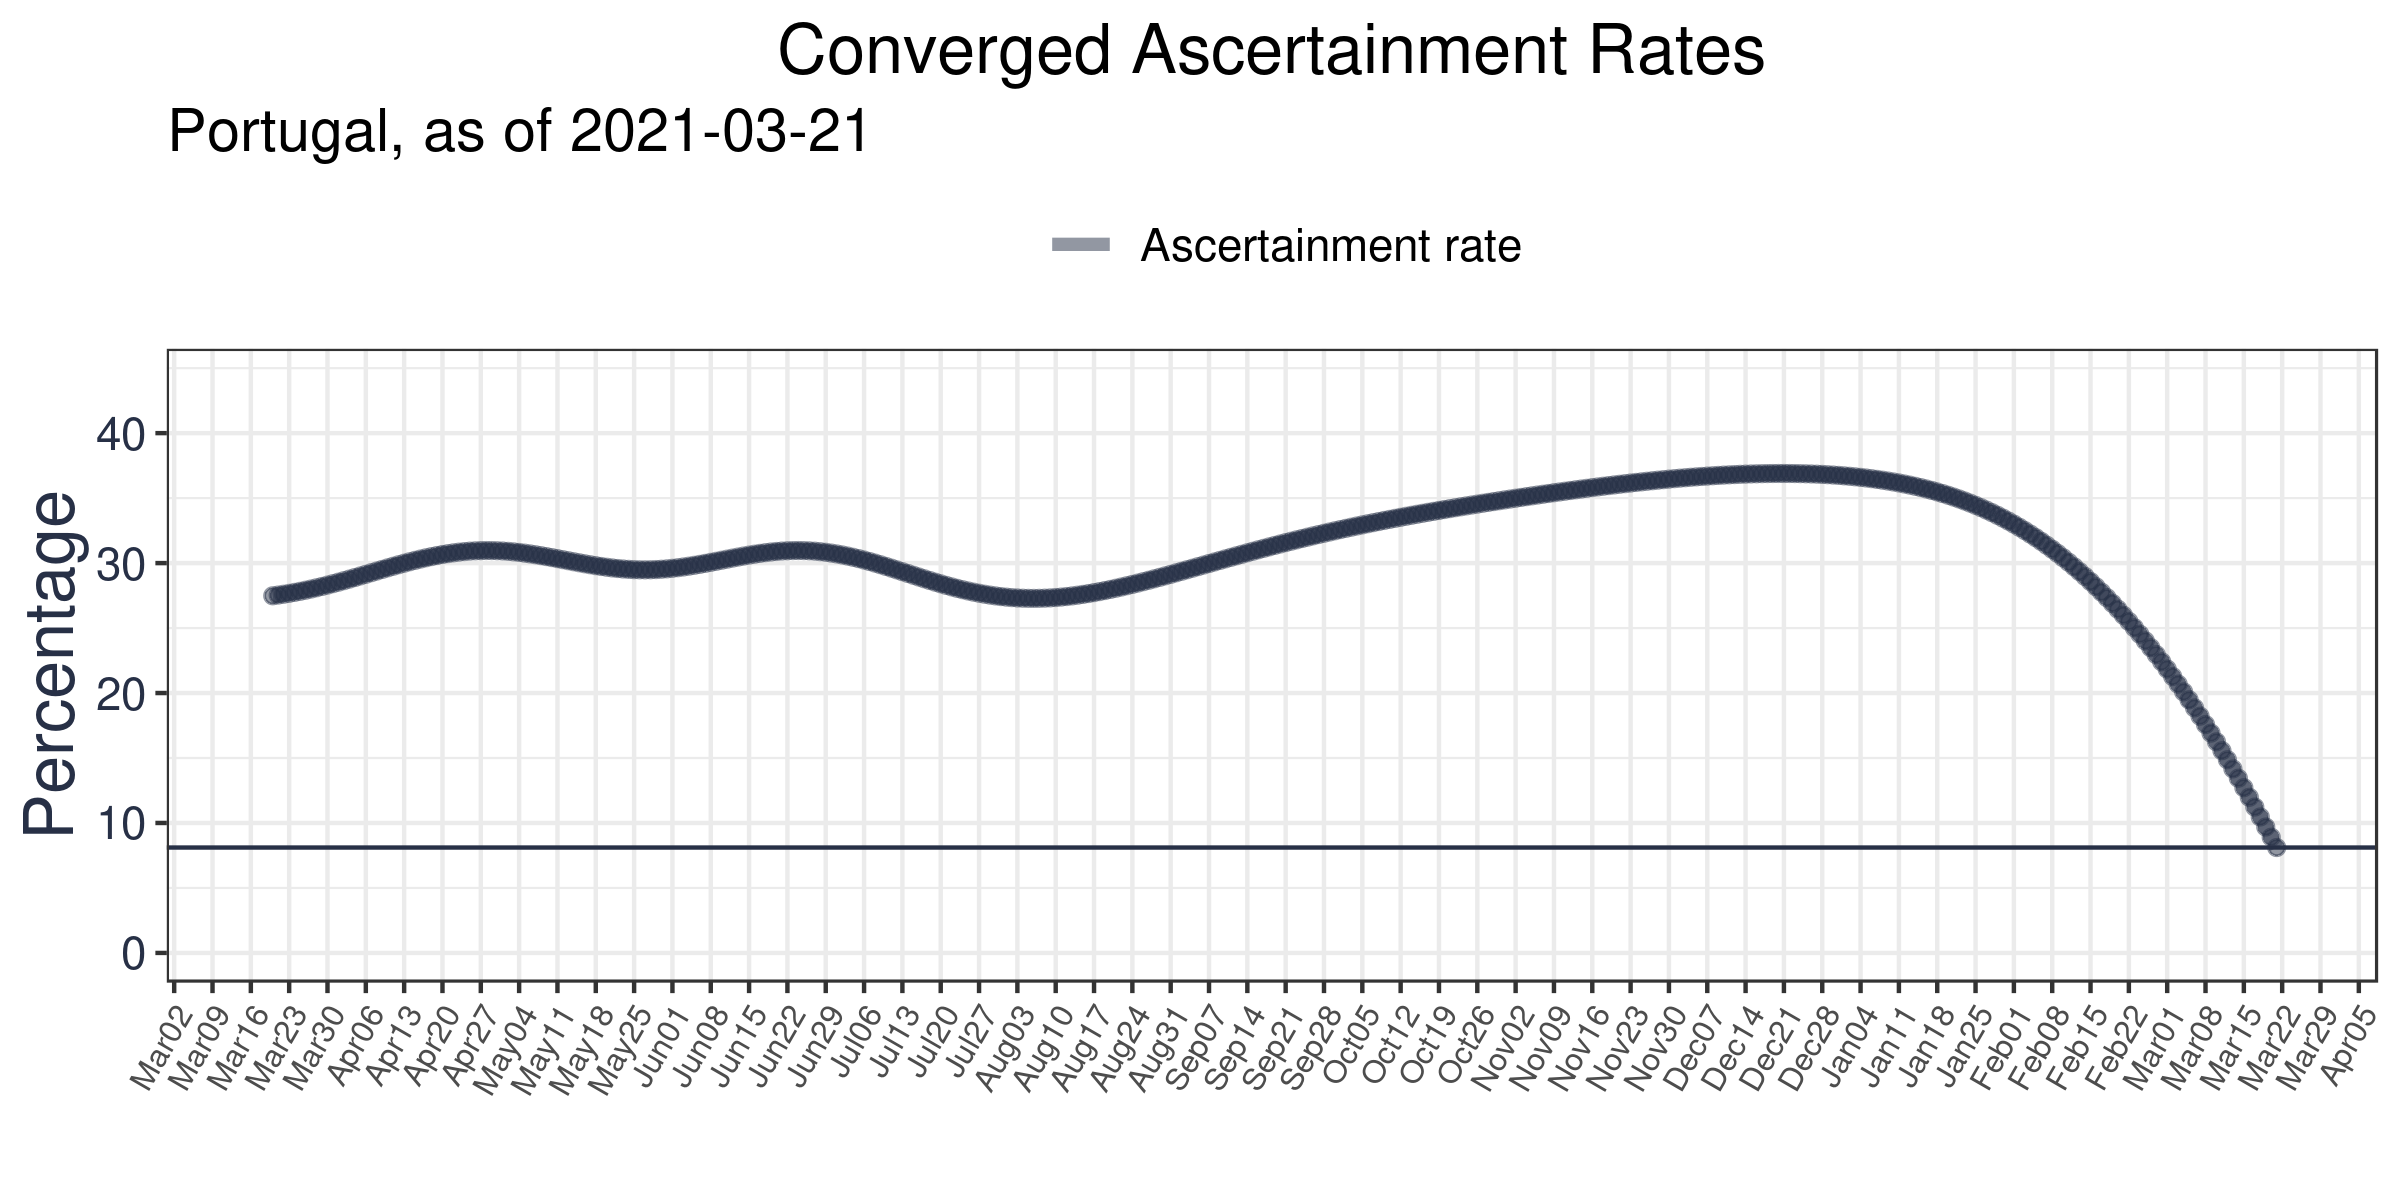 Converged Ascertainment Rates
Portugal, as of 2021-03-21
Ascertainment rate
Percentage
40
30
20
10
0
Mar02 Mar09 Mar16 Mar23 Mar30 Apr06 Apr13 Apr20 Apr27 May04 May11 May18 May25 Jun01 Jun08 Jun15 Jun22 Jun29 Jul06 Jul13 Jul20 Jul27 Aug03 Aug10 Aug17 Aug24 Aug31 Sep07 Sep14 Sep21 Sep28 Oct05 Oct12 Oct19 Oct26 Nov02 Nov09 Nov16 Nov23 Nov30 Dec07 Dec14 Dec21 Dec28 Jan04 Jan11 Jan18 Jan25 Feb01 Feb08 Feb15 Feb22 Mar01 Mar08 Mar15 Mar22 Mar29 Apr05